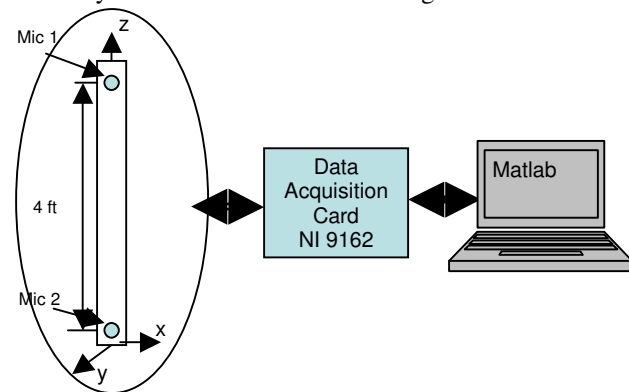 Mic 1
z
4 ft
Mic 2
x
y
Data
Acquisition
Card
NI 9162
Matlab